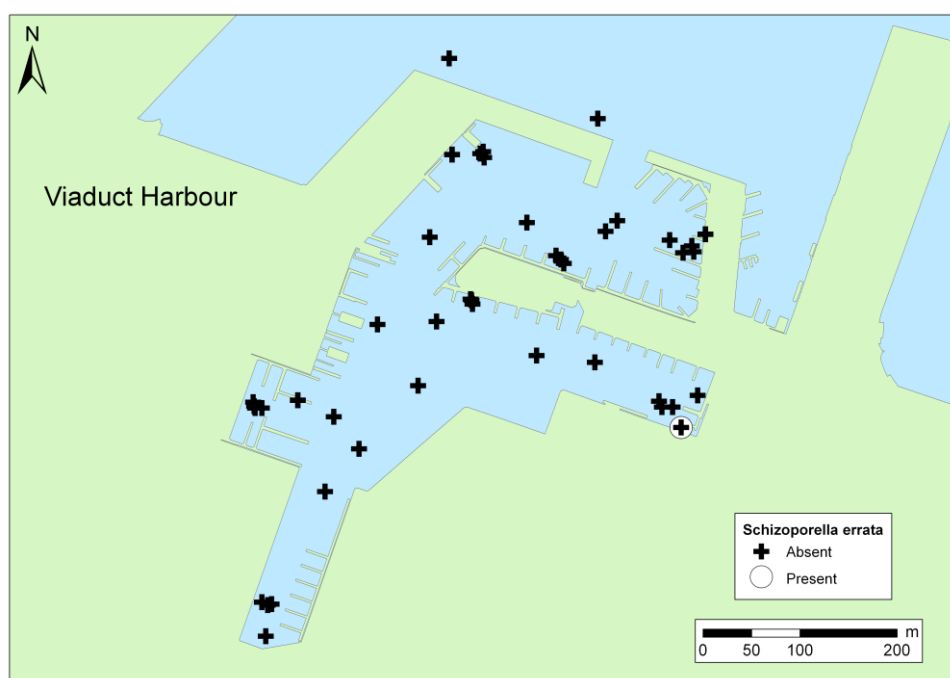 N
Viaduct Harbour
Schizoporella errata
Absent
Present
m
0 50 100 200